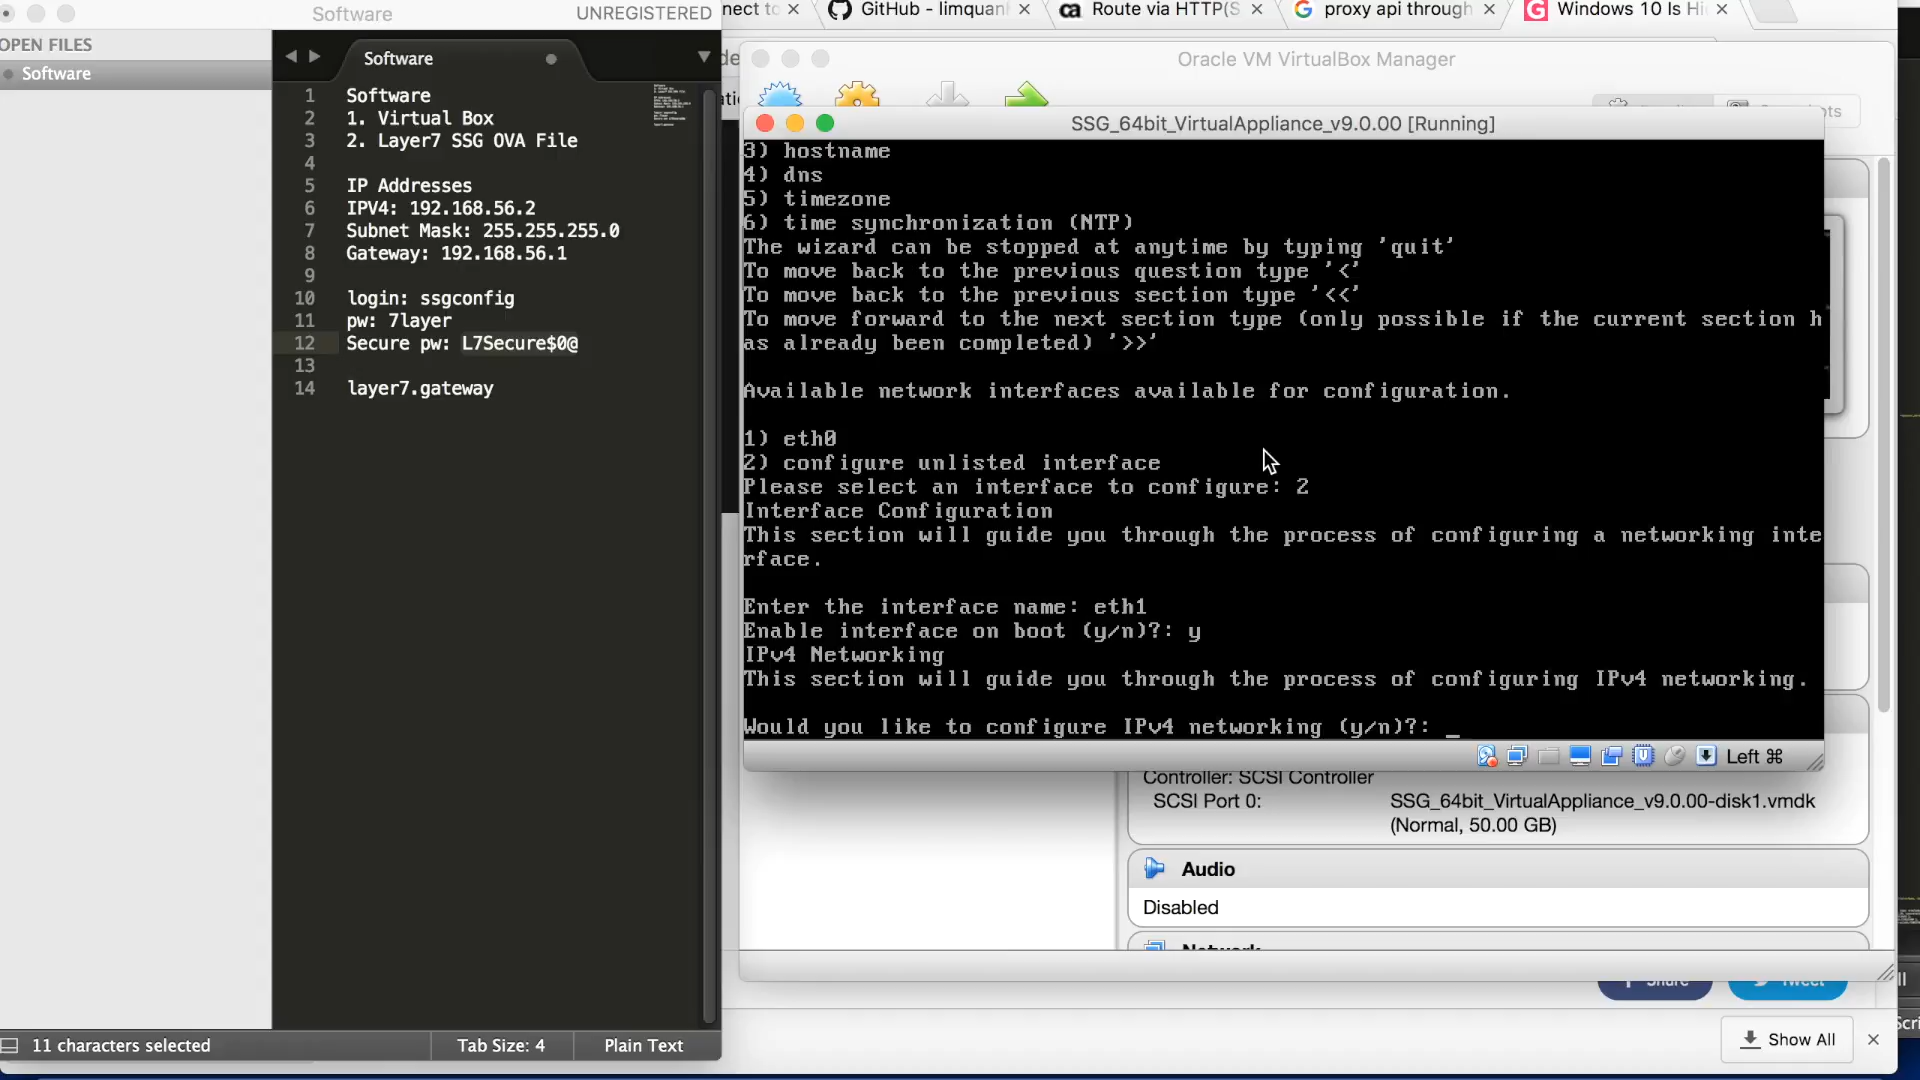 Software
UNREGISTERED
OPEN FILES
Software
Software
1 Software
2 1. Virtual Box
3 2. Layer7 SSG OVA File
4
5 IP Addresses
6 IPV4: 192.168.56.2
7 Subnet Mask: 255.255.255.0
8 Gateway: 192.168.56.1
9
10 login: ssgconfig
11 pw: 7layer
12 Secure pw: L7Secure$0@
13
14 layer7.gateway
11 characters selected
Tab Size: 4
Plain Text
nect to
GitHub - limquan
Route via HTTP(S
proxy api through
Windows 10 Is Hi
Oracle VM VirtualBox Manager
SSG_64bit_VirtualAppliance_v9.0.00 [Running]
3) hostname
4) dns
5) timezone
6) time synchronization (NTP)
The wizard can be stopped at anytime by typing 'quit'
To move back to the previous question type '<'
To move back to the previous section type '<<'
To move forward to the next section type (only possible if the current section h
as already been completed) '>>'
Available network interfaces available for configuration.
1) eth0
2) configure unlisted interface
Please select an interface to configure: 2
Interface Configuration
This section will guide you through the process of configuring a networking inte
rface.
Enter the interface name: eth1
Enable interface on boot (y/n)?: y
IPv4 Networking
This section will guide you through the process of configuring IPv4 networking.
Would you like to configure IPv4 networking (y/n)?: _
Left ⌘
Controller: SCSI Controller
SCSI Port 0:
SSG_64bit_VirtualAppliance_v9.0.00-disk1.vmdk
(Normal, 50.00 GB)
Audio
Disabled
Network
Share
Tweet
Show All